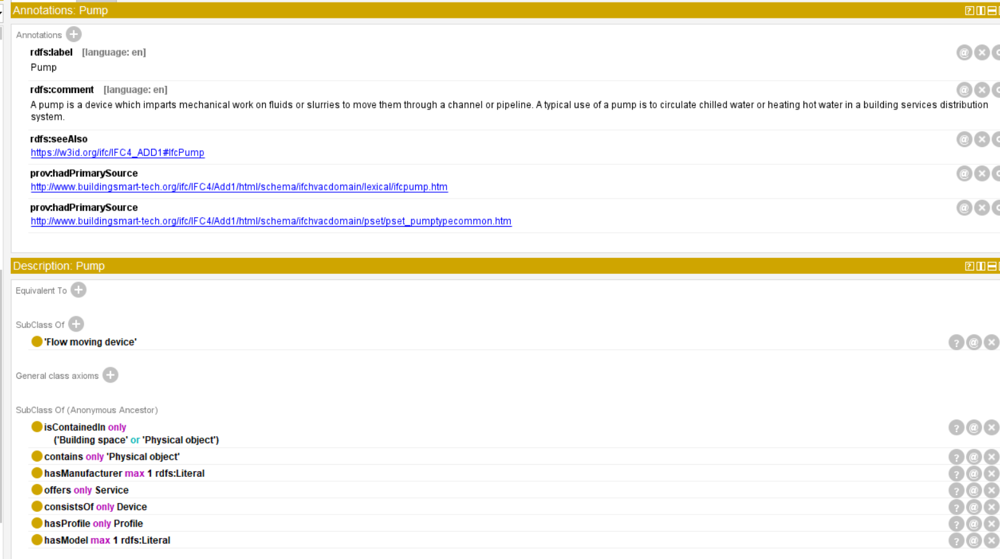 Annotations: Pump
Annotations
rdfs:label [language: en]
Pump
rdfs:comment [language: en]
A pump is a device which imparts mechanical work on fluids or slurries to move them through a channel or pipeline. A typical use of a pump is to circulate chilled water or heating hot water in a building services distribution
system.
rdfs:seeAlso
https://w3id.org/ifc/IFC4_ADD1#IfcPump
prov:hadPrimarySource
http://www.buildingsmart-tech.org/ifc/IFC4/Add1/html/schema/ifchvacdomain/lexical/ifcpump.htm
prov:hadPrimarySource
http://www.buildingsmart-tech.org/ifc/IFC4/Add1/html/schema/ifchvacdomain/pset/pset_pumptypecommon.htm
Description: Pump
Equivalent To
SubClass Of
'Flow moving device'
General class axioms
SubClass Of (Anonymous Ancestor)
isContainedIn only
('Building space' or 'Physical object')
contains only 'Physical object'
hasManufacturer max 1 rdfs:Literal
offers only Service
consistsOf only Device
hasProfile only Profile
hasModel max 1 rdfs:Literal